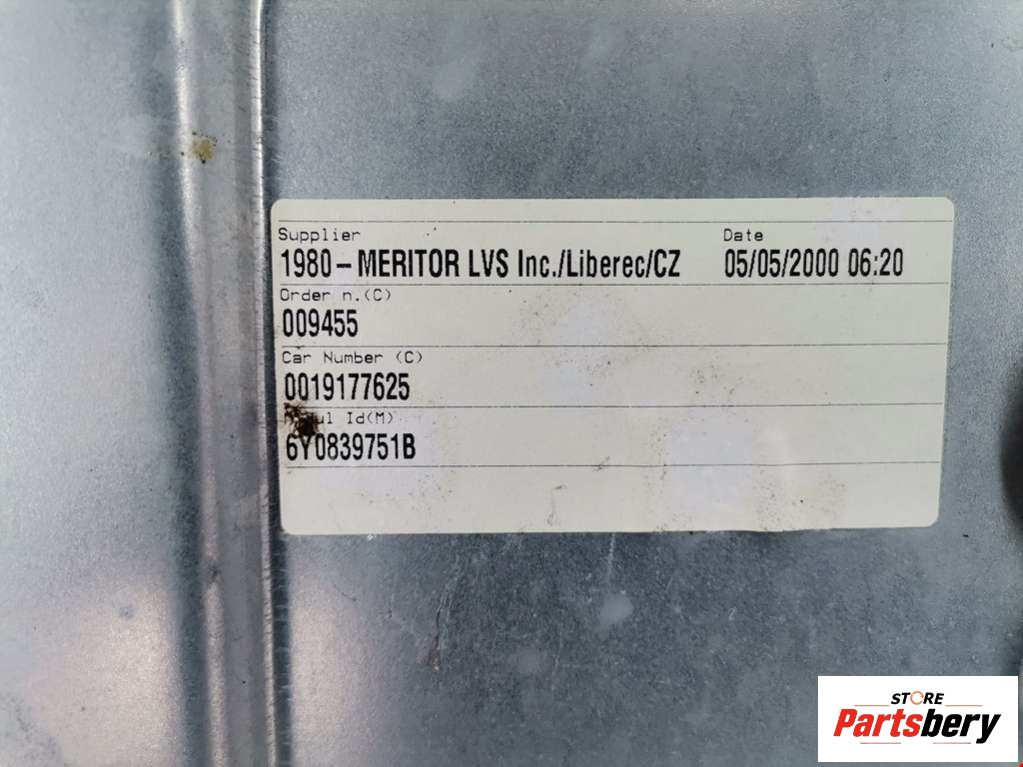 Supplier Date
1980-MERITOR LVS Inc./Liberec/CZ 05/05/2000 06:20
Order n.(C)
009455
Car Number (C)
0019177625
Id(M)
6Y0839751B
STORE
Partsbery